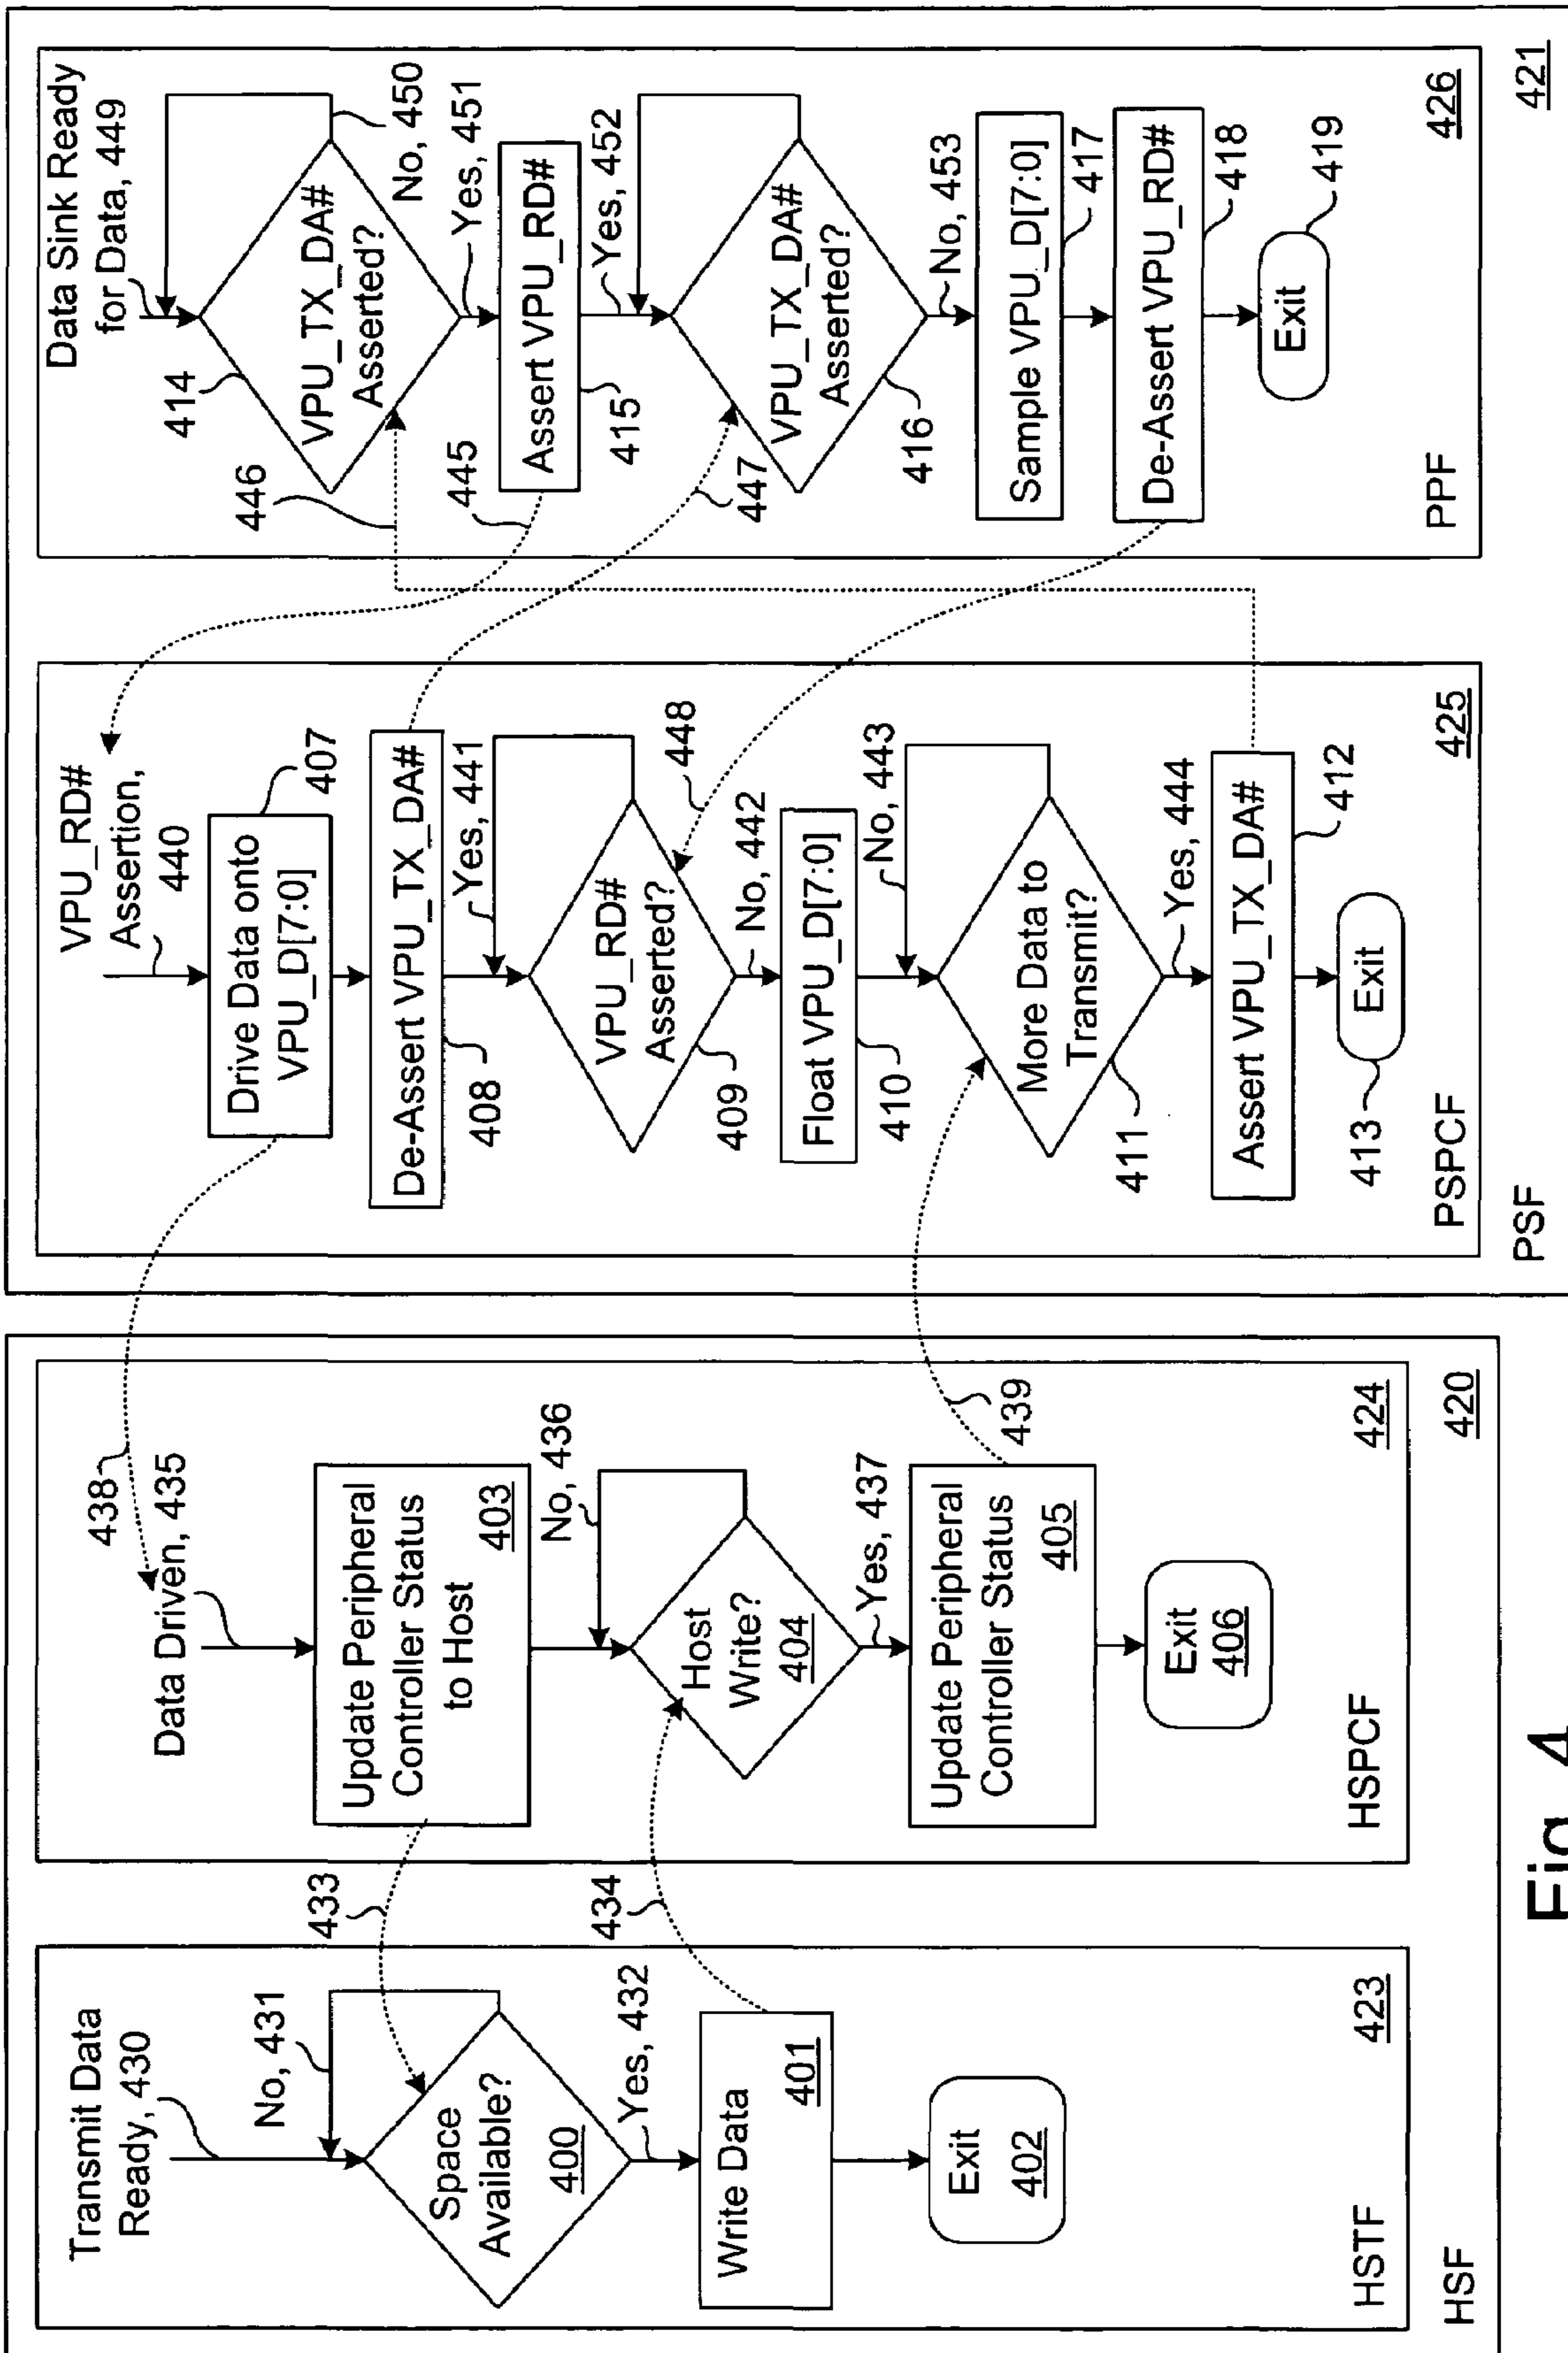 Transmit Data
Ready, 430
No, 431
Space
Available?
400
Yes, 432
Write Data
401
Exit
402
HSTF
423
433
434
438
Data Driven, 435
Update Peripheral
Controller Status
to Host
403
No, 436
Host
Write?
404
Yes, 437
Update Peripheral
Controller Status
405
439
Exit
406
HSPCF
424
HSF
420
VPU_RD#
Assertion,
440
Drive Data onto
VPU_D[7:0]
407
De-Assert VPU_TX_DA#
408
Yes, 441
VPU_RD#
Asserted?
409
448
No, 442
Float VPU_D[7:0]
410
No, 443
More Data to
Transmit?
411
Yes, 444
Assert VPU_TX_DA#
412
Exit
413
PSPCF
425
Data Sink Ready
for Data, 449
414
VPU_TX_DA#
Asserted?
No, 450
446
Yes, 451
445
Assert VPU_RD#
415
Yes, 452
447
VPU_TX_DA#
Asserted?
416
No, 453
Sample VPU_D[7:0]
417
De-Assert VPU_RD#
418
Exit
419
PPF
426
PSF
421
Fig. 4